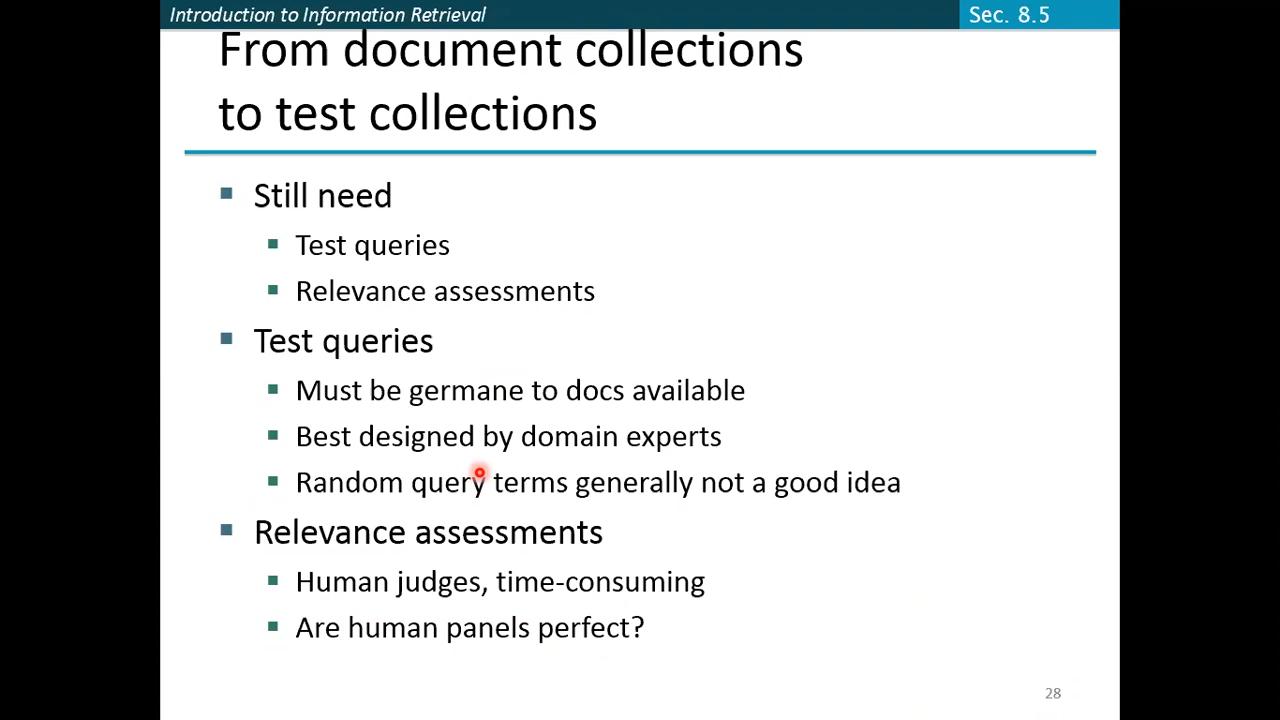 Introduction to Information Retrieval
Sec. 8.5
From document collections
to test collections
Still need
Test queries
Relevance assessments
Test queries
Must be germane to docs available
Best designed by domain experts
Random query terms generally not a good idea
Relevance assessments
Human judges, time-consuming
Are human panels perfect?
28